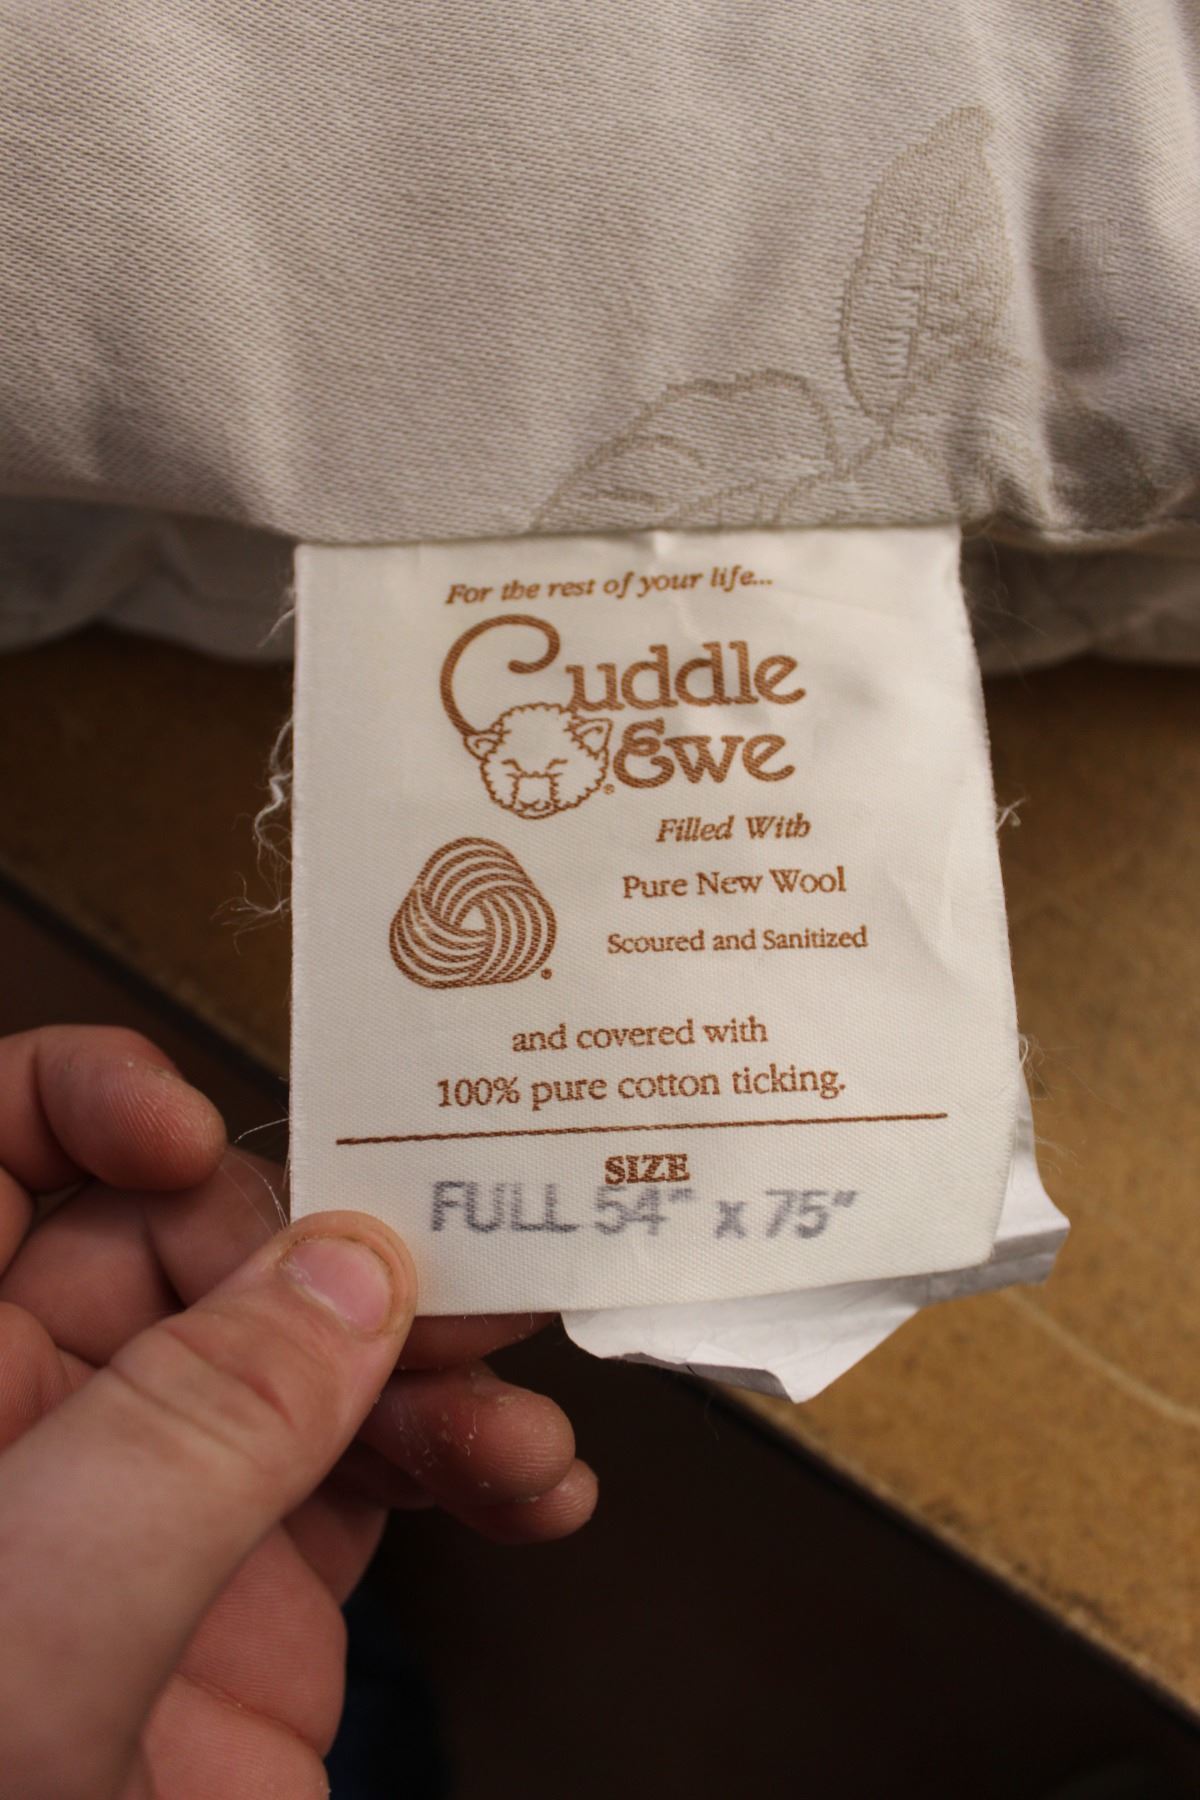 For the rest of your life...
Cuddle
Ewe®
Filled With
Pure New Wool
Scoured and Sanitized
®
and covered with
100% pure cotton ticking.
SIZE
FULL 54" x 75"